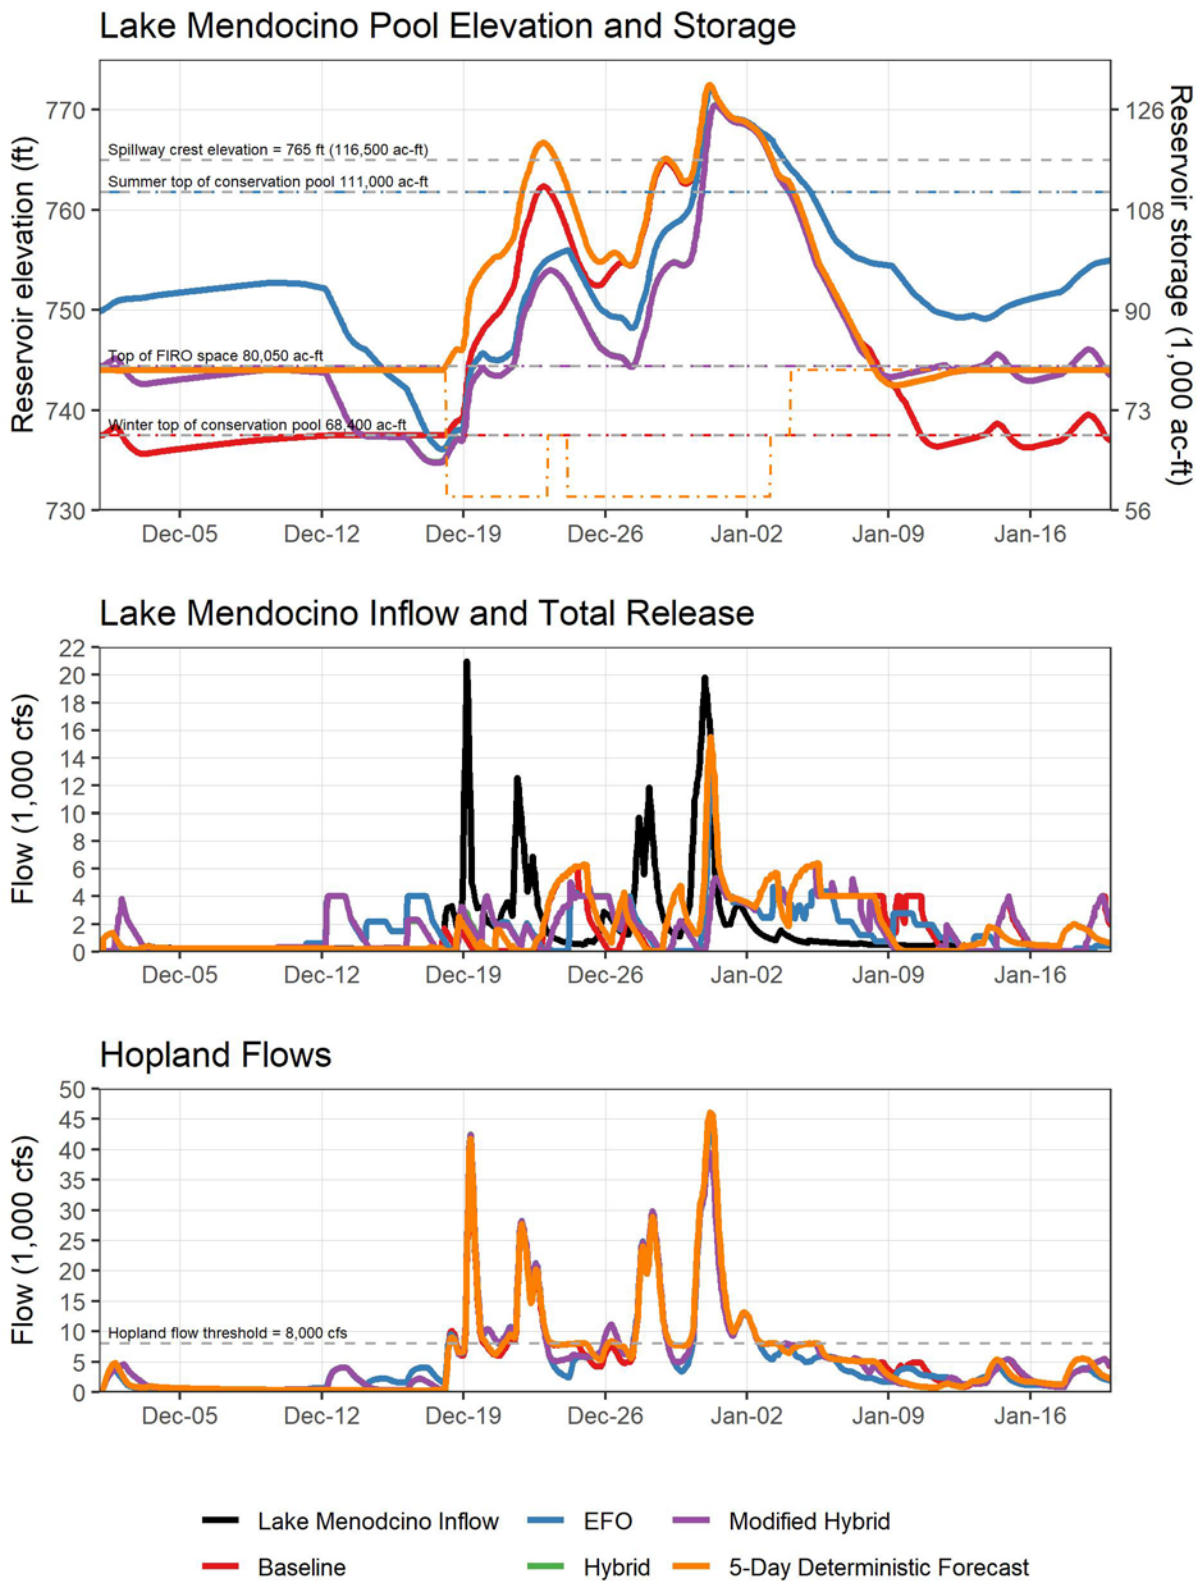 Lake Mendocino Pool Elevation and Storage
Reservoir elevation (ft)
Reservoir storage (1,000 ac-ft)
770
760
750
740
730
126
108
90
73
56
Spillway crest elevation = 765 ft (116,500 ac-ft)
Summer top of conservation pool 111,000 ac-ft
Top of FIRO space 80,050 ac-ft
Winter top of conservation pool 68,400 ac-ft
Dec-05 Dec-12 Dec-19 Dec-26 Jan-02 Jan-09 Jan-16
Lake Mendocino Inflow and Total Release
Flow (1,000 cfs)
22
20
18
16
14
12
10
8
6
4
2
0
Dec-05 Dec-12 Dec-19 Dec-26 Jan-02 Jan-09 Jan-16
Hopland Flows
Flow (1,000 cfs)
50
45
40
35
30
25
20
15
10
5
0
Hopland flow threshold = 8,000 cfs
Dec-05 Dec-12 Dec-19 Dec-26 Jan-02 Jan-09 Jan-16
Lake Menodcino Inflow EFO Modified Hybrid
Baseline Hybrid 5-Day Deterministic Forecast